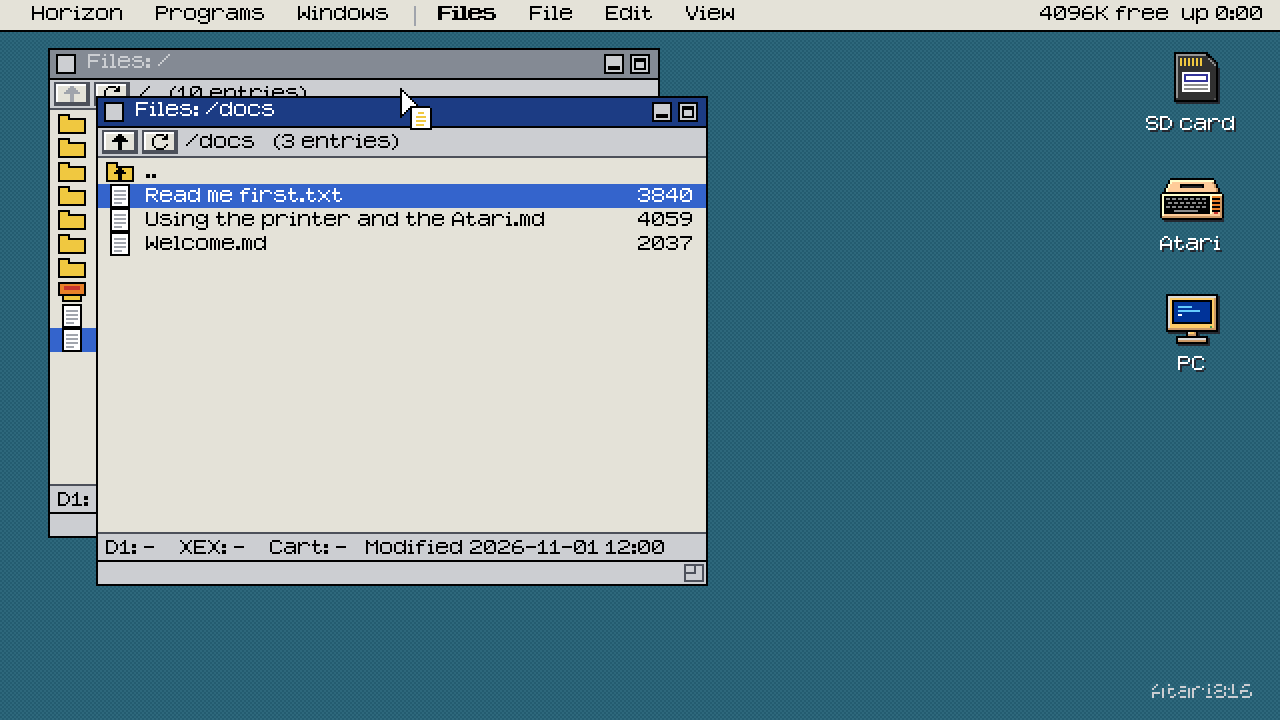 Horizon Programs Windows | Files File Edit View 4096K free up 0:00
Files: /
/ (10 entries)
Files: /docs
/docs (3 entries)
..
Read me first.txt 3840
Using the printer and the Atari.md 4059
Welcome.md 2037
D1:
D1: - XEX: - Cart: - Modified 2026-11-01 12:00
SD card
Atari
PC
Atari816